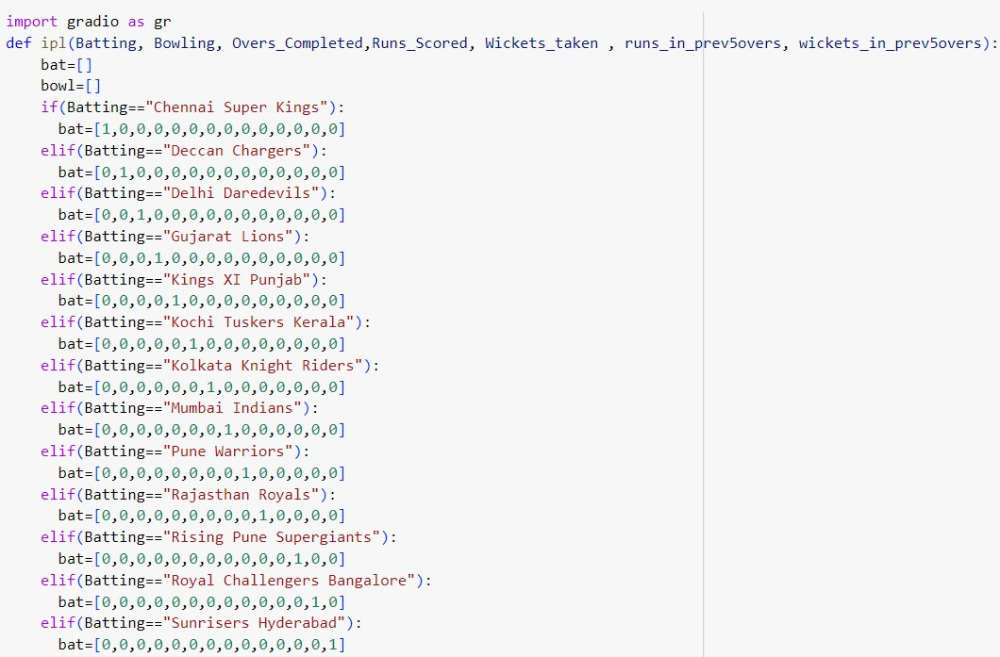 import gradio as gr
def ipl(Batting, Bowling, Overs_Completed,Runs_Scored, Wickets_taken , runs_in_prev5overs, wickets_in_prev5overs):
    bat=[]
    bowl=[]
    if(Batting=="Chennai Super Kings"):
      bat=[1,0,0,0,0,0,0,0,0,0,0,0,0,0]
    elif(Batting=="Deccan Chargers"):
      bat=[0,1,0,0,0,0,0,0,0,0,0,0,0,0]
    elif(Batting=="Delhi Daredevils"):
      bat=[0,0,1,0,0,0,0,0,0,0,0,0,0,0]
    elif(Batting=="Gujarat Lions"):
      bat=[0,0,0,1,0,0,0,0,0,0,0,0,0,0]
    elif(Batting=="Kings XI Punjab"):
      bat=[0,0,0,0,1,0,0,0,0,0,0,0,0,0]
    elif(Batting=="Kochi Tuskers Kerala"):
      bat=[0,0,0,0,0,1,0,0,0,0,0,0,0,0]
    elif(Batting=="Kolkata Knight Riders"):
      bat=[0,0,0,0,0,0,1,0,0,0,0,0,0,0]
    elif(Batting=="Mumbai Indians"):
      bat=[0,0,0,0,0,0,0,1,0,0,0,0,0,0]
    elif(Batting=="Pune Warriors"):
      bat=[0,0,0,0,0,0,0,0,1,0,0,0,0,0]
    elif(Batting=="Rajasthan Royals"):
      bat=[0,0,0,0,0,0,0,0,0,1,0,0,0,0]
    elif(Batting=="Rising Pune Supergiants"):
      bat=[0,0,0,0,0,0,0,0,0,0,0,1,0,0]
    elif(Batting=="Royal Challengers Bangalore"):
      bat=[0,0,0,0,0,0,0,0,0,0,0,0,1,0]
    elif(Batting=="Sunrisers Hyderabad"):
      bat=[0,0,0,0,0,0,0,0,0,0,0,0,0,1]